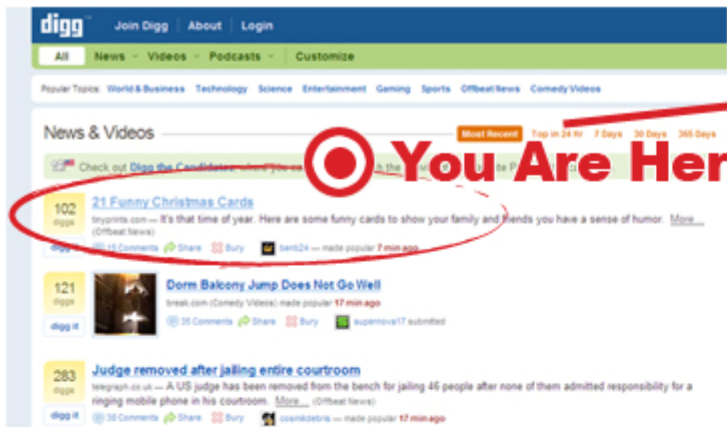 digg Join Digg About Login
All News Videos Podcasts Customize
Popular Topics: World & Business Technology Science Entertainment Gaming Sports Offbeat News Comedy Videos
News & Videos Most Recent Top in 24 Hr 7 Days 30 Days 365 Days
Check out Digg the Candidates
You Are Her
102 diggs 21 Funny Christmas Cards
tinyprints.com — It's that time of year. Here are some funny cards to show your family and friends you have a sense of humor. More...
(Offbeat News)
digg it 15 Comments Share Bury benb24 — made popular 7 min ago
121 diggs Dorm Balcony Jump Does Not Go Well
break.com (Comedy Videos) made popular 17 min ago
digg it 35 Comments Share Bury supernova17 submitted
283 diggs Judge removed after jailing entire courtroom
telegraph.co.uk — A US judge has been removed from the bench for jailing 46 people after none of them admitted responsibility for a
ringing mobile phone in his courtroom. More... (Offbeat News)
digg it 38 Comments Share Bury cosmikdebris — made popular 17 min ago